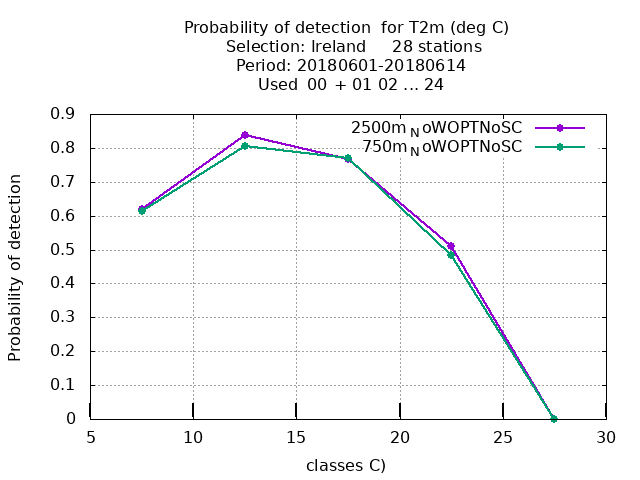 Probability of detection  for T2m (deg C)
Selection: Ireland     28 stations
Period: 20180601-20180614
Used  00  + 01 02 ... 24
0.9
0.8
0.7
0.6
0.5
0.4
0.3
0.2
0.1
0
Probability of detection
2500m_NoWOPTNoSC
750m_NoWOPTNoSC
5
10
15
20
25
30
classes C)